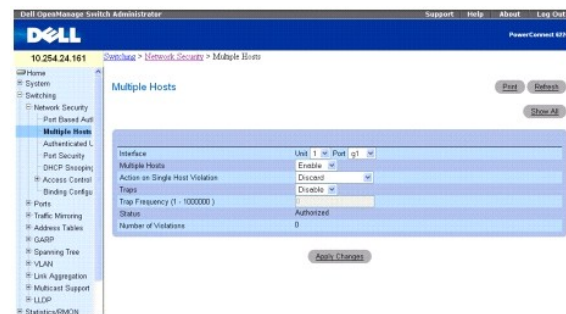 Dell OpenManage Switch Administrator
Support Help About Log Out
DELL
PowerConnect 622
10.254.24.161
Switching > Network Security > Multiple Hosts
Home
System
Switching
Network Security
Port Based Auth
Multiple Hosts
Authenticated U
Port Security
DHCP Snooping
Access Control
Binding Configu
Ports
Traffic Mirroring
Address Tables
GARP
Spanning Tree
VLAN
Link Aggregation
Multicast Support
LLDP
Statistics/RMON
Multiple Hosts
Print Refresh
Show All
Interface Unit 1 Port g1
Multiple Hosts Enable
Action on Single Host Violation Discard
Traps Disable
Trap Frequency (1 - 1000000 ) 0
Status Authorized
Number of Violations 0
Apply Changes